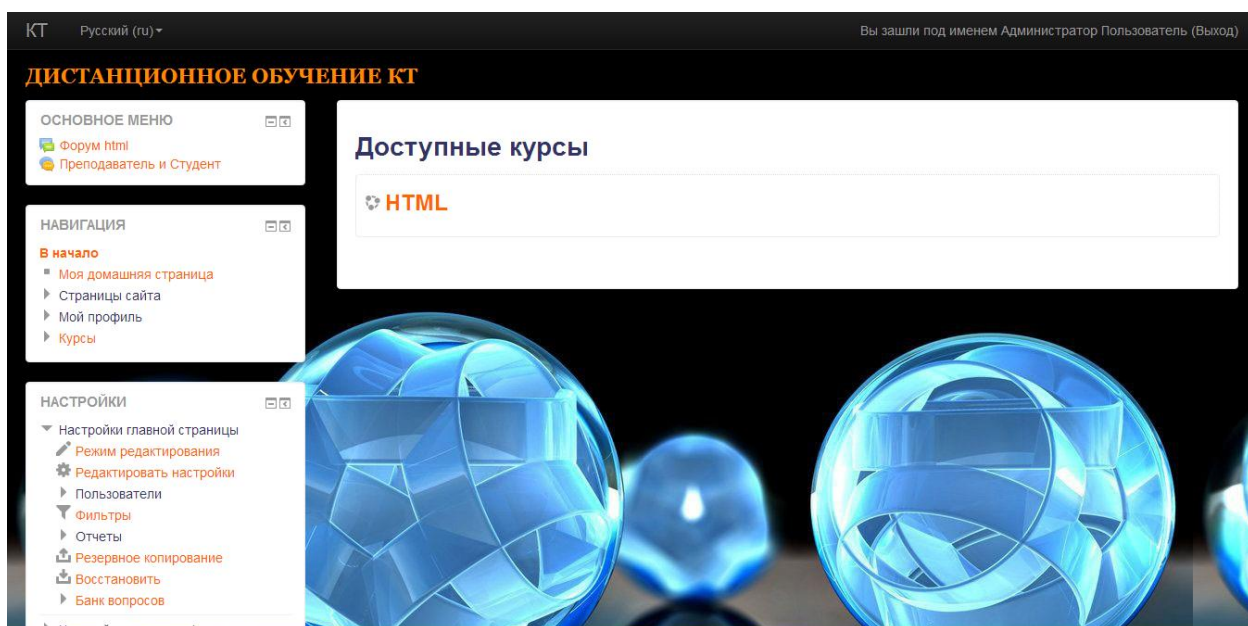 КТ Русский (ru) Вы зашли под именем Администратор Пользователь (Выход)
ДИСТАНЦИОННОЕ ОБУЧЕНИЕ КТ
ОСНОВНОЕ МЕНЮ
Форум html
Преподаватель и Студент
НАВИГАЦИЯ
В начало
Моя домашняя страница
Страницы сайта
Мой профиль
Курсы
НАСТРОЙКИ
Настройки главной страницы
Режим редактирования
Редактировать настройки
Пользователи
Фильтры
Отчеты
Резервное копирование
Восстановить
Банк вопросов
Доступные курсы
HTML